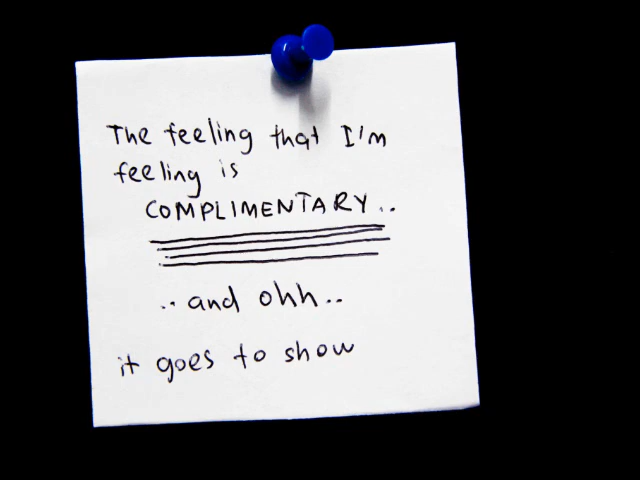 The feeling that I'm
feeling is
COMPLIMENTARY..
..and ohh..
it goes to show